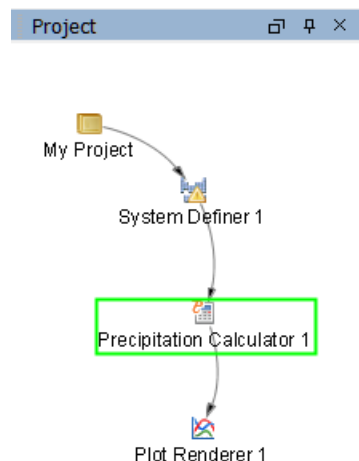 Project
My Project
System Definer 1
Precipitation Calculator 1
Plot Renderer 1